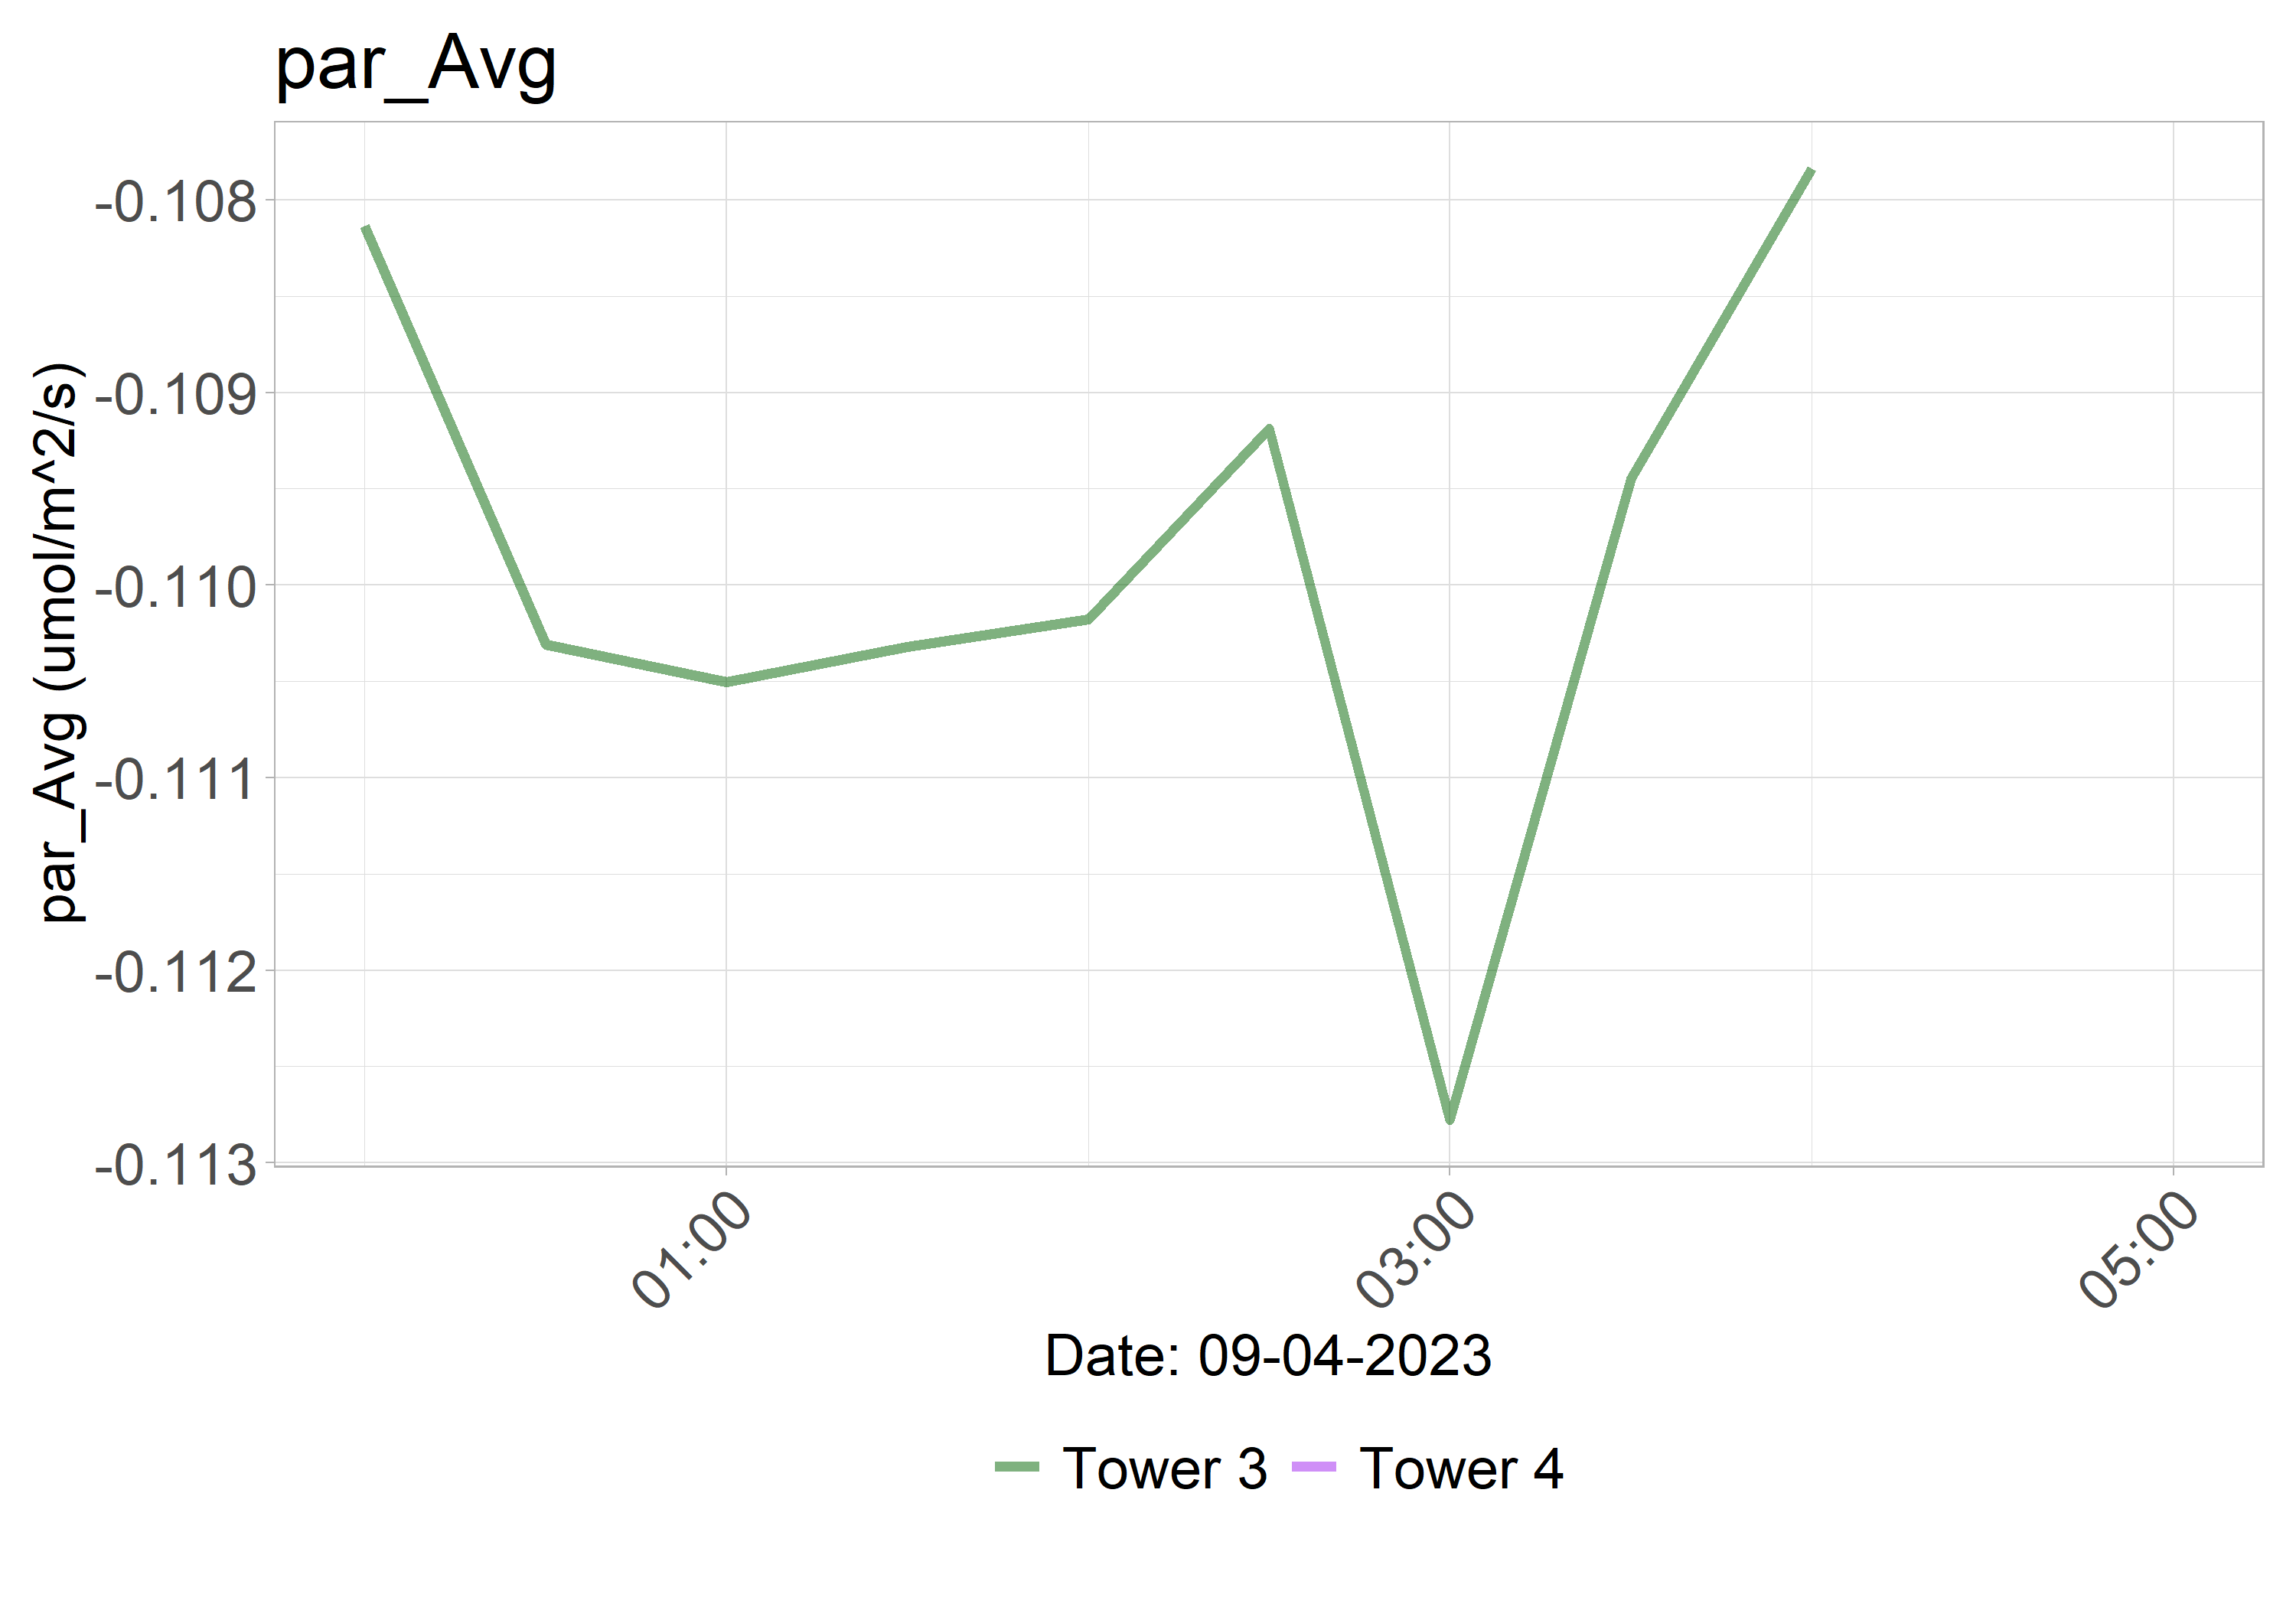 par_Avg
par_Avg (umol/m^2/s)
-0.108
-0.109
-0.110
-0.111
-0.112
-0.113
01:00
03:00
05:00
Date: 09-04-2023
Tower 3
Tower 4